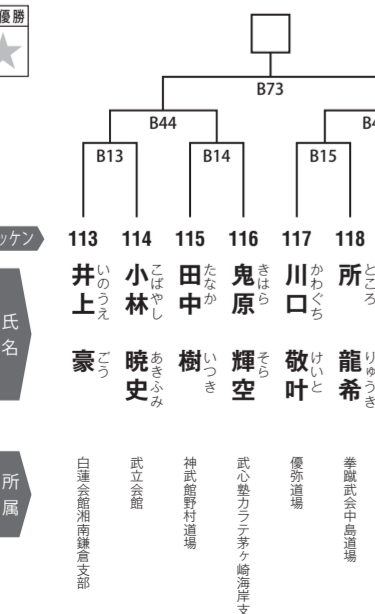 優勝
B73
B44
B4
B13
B14
B15
ッケン
113
114
115
116
117
118
氏名
井上 豪
いのうえ ごう
小林 暁史
こばやし あきふみ
田中 樹
たなか いつき
鬼原 輝空
きはら そら
川口 敬叶
かわぐち けいと
所 龍希
ところ りゅうき
所属
白蓮会館湘南鎌倉支部
武立会館
神武館野村道場
武心塾カラテ茅ヶ崎海岸支
優弥道場
拳蹴武会中島道場